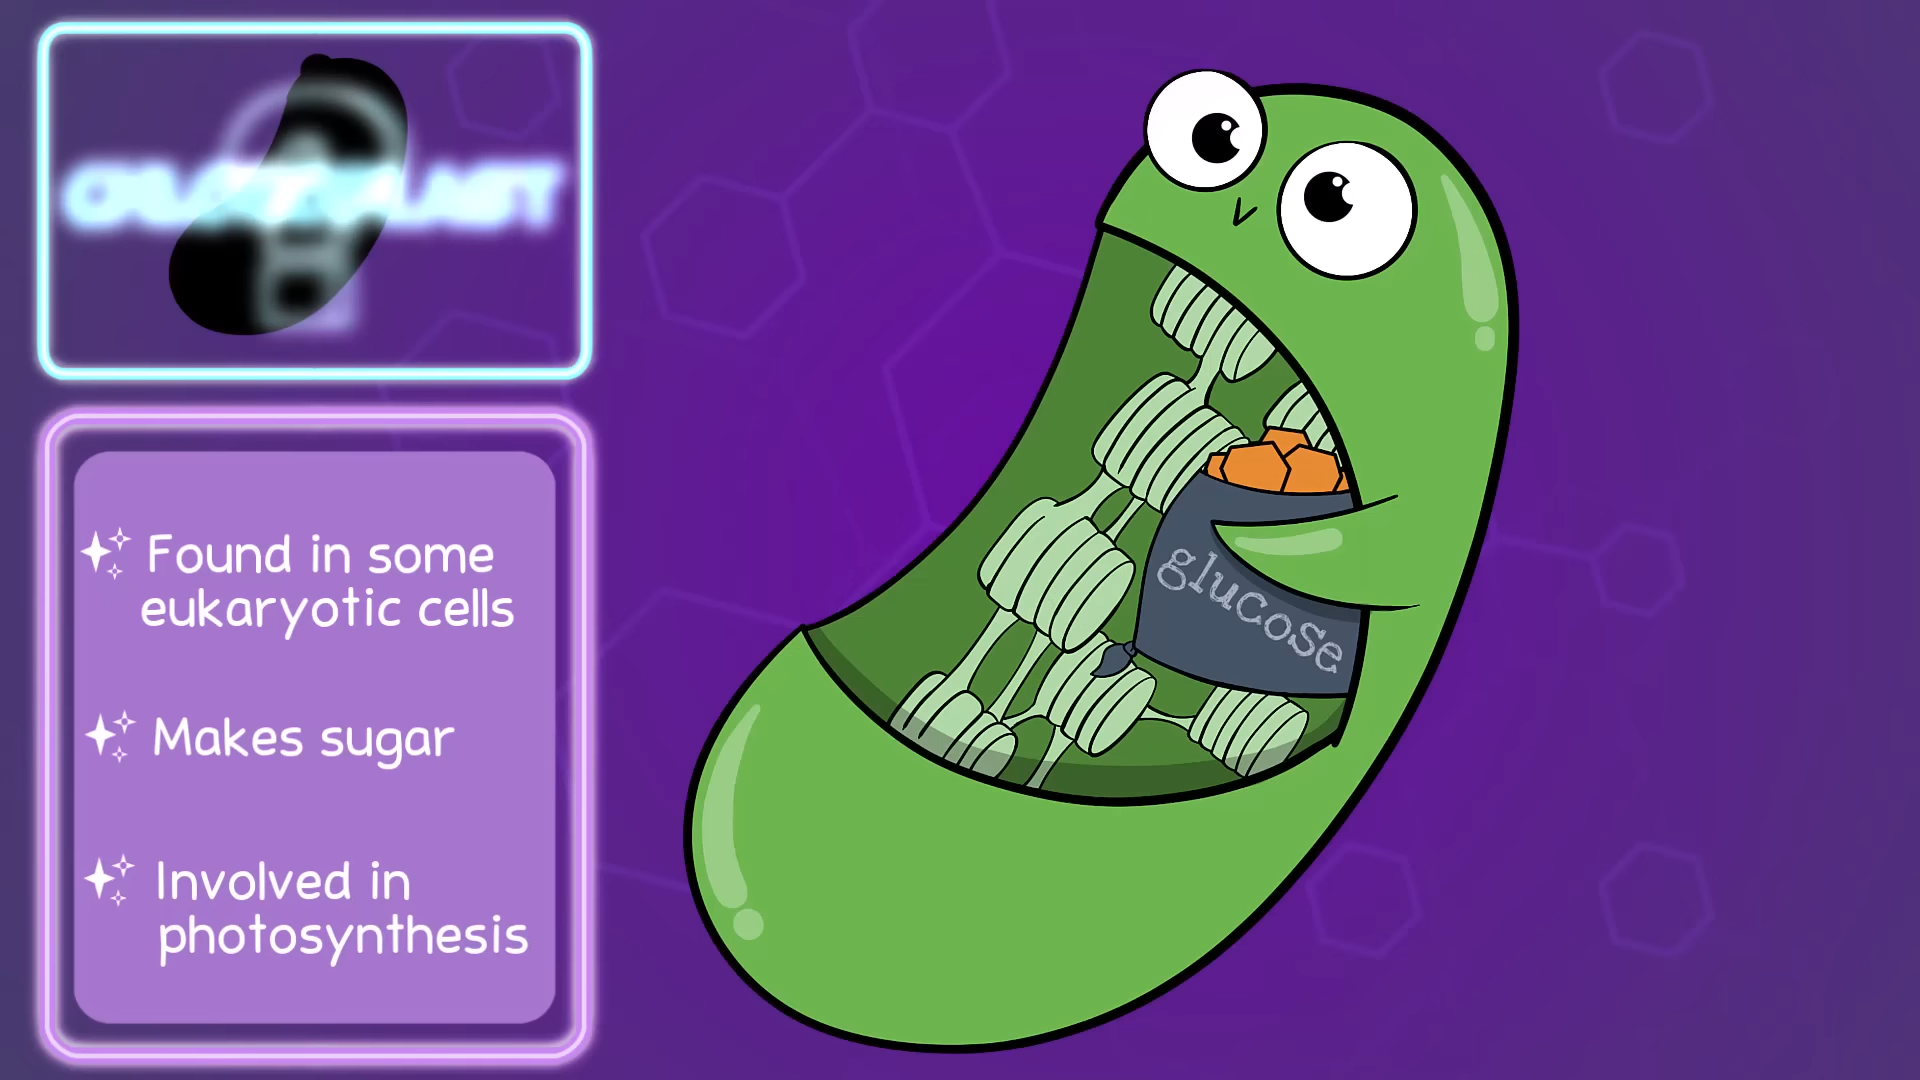 Found in some
eukaryotic cells
Makes sugar
Involved in
photosynthesis
glucose